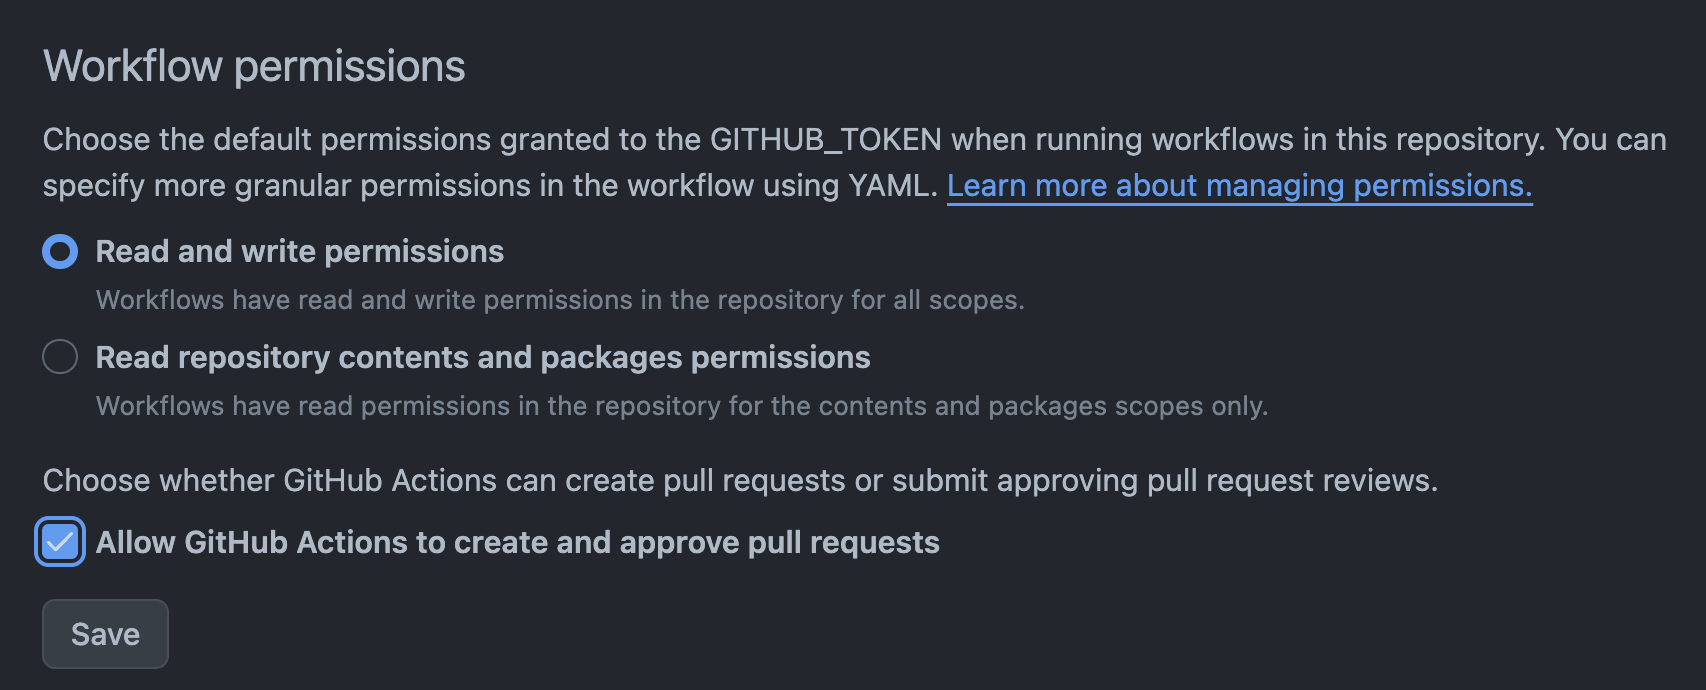 Workflow permissions
Choose the default permissions granted to the GITHUB_TOKEN when running workflows in this repository. You can
specify more granular permissions in the workflow using YAML. Learn more about managing permissions.
Read and write permissions
Workflows have read and write permissions in the repository for all scopes.
Read repository contents and packages permissions
Workflows have read permissions in the repository for the contents and packages scopes only.
Choose whether GitHub Actions can create pull requests or submit approving pull request reviews.
Allow GitHub Actions to create and approve pull requests
Save